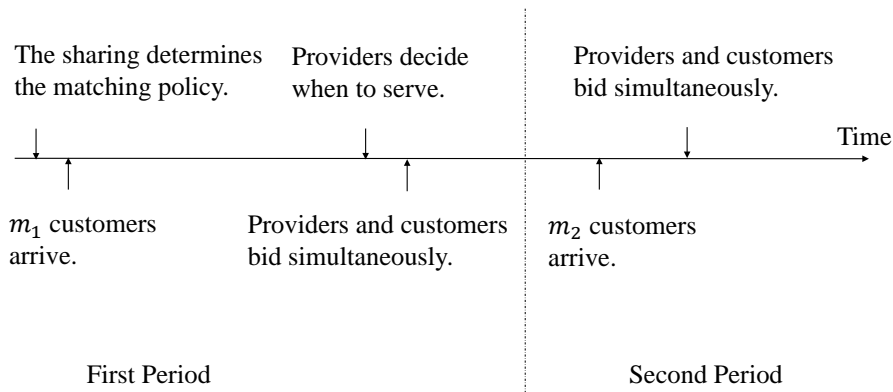 The sharing determines
the matching policy.
Providers decide
when to serve.
Providers and customers
bid simultaneously.
Time
m₁ customers
arrive.
Providers and customers
bid simultaneously.
m₂ customers
arrive.
First Period
Second Period